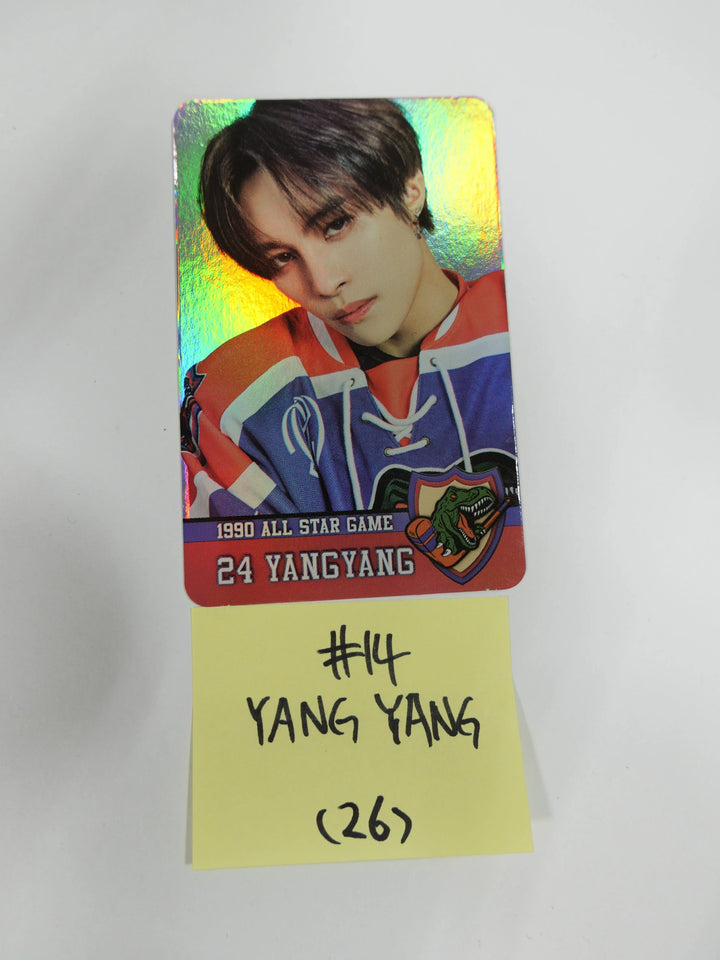 1990 ALL STAR GAME
24 YANGYANG
#14
YANG YANG
(26)